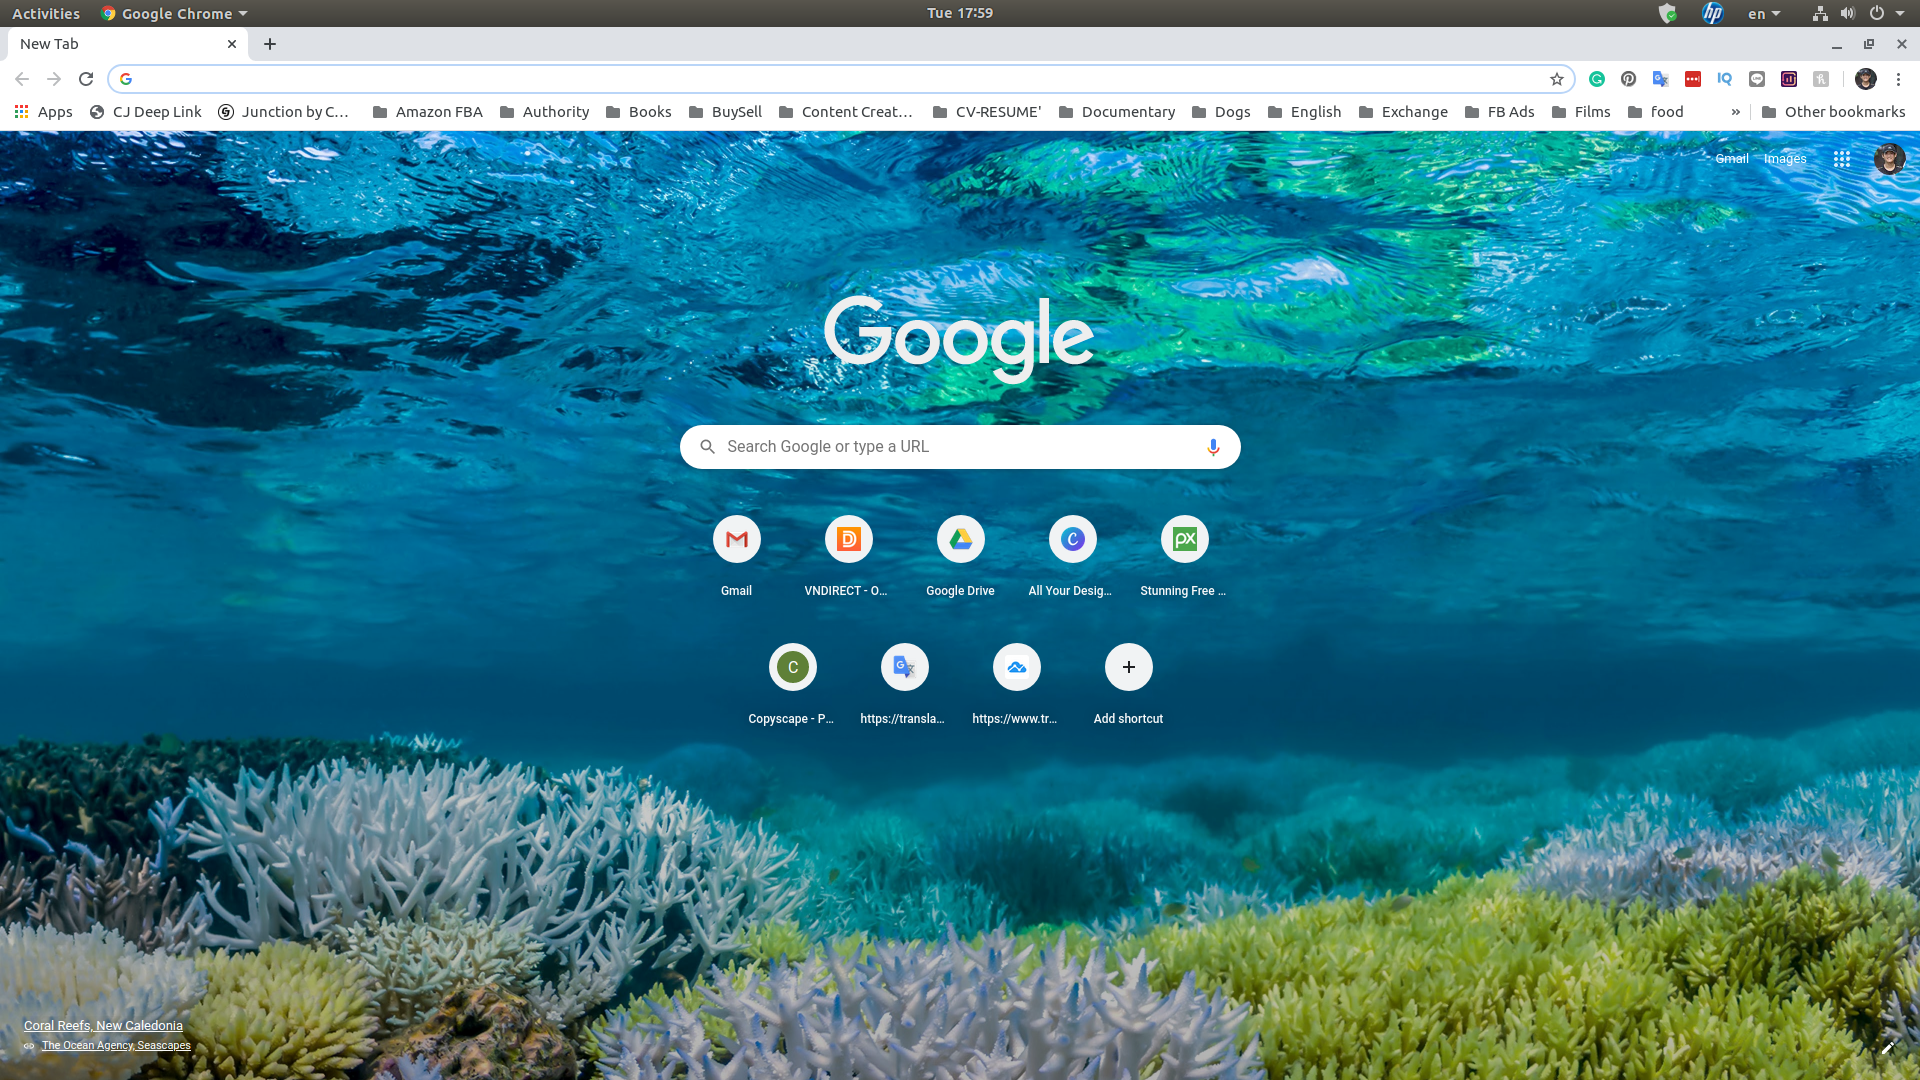 Activities Google Chrome Tue 17:59 en
New Tab
Apps CJ Deep Link Junction by C... Amazon FBA Authority Books BuySell Content Creat... CV-RESUME' Documentary Dogs English Exchange FB Ads Films food » Other bookmarks
Gmail Images
Google
Search Google or type a URL
Gmail VNDIRECT - O... Google Drive All Your Desig... Stunning Free ...
Copyscape - P... https://transla... https://www.tr... Add shortcut
Coral Reefs, New Caledonia
The Ocean Agency, Seascapes